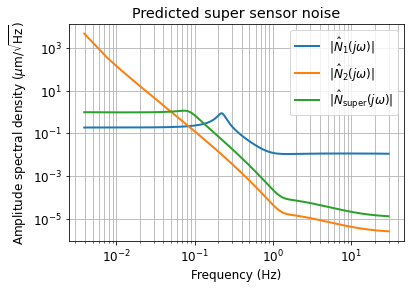 Predicted super sensor noise
|N̂₁(jω)|
|N̂₂(jω)|
|N̂super(jω)|
Amplitude spectral density (μm/√Hz)
10³
10¹
10⁻¹
10⁻³
10⁻⁵
10⁻² 10⁻¹ 10⁰ 10¹
Frequency (Hz)